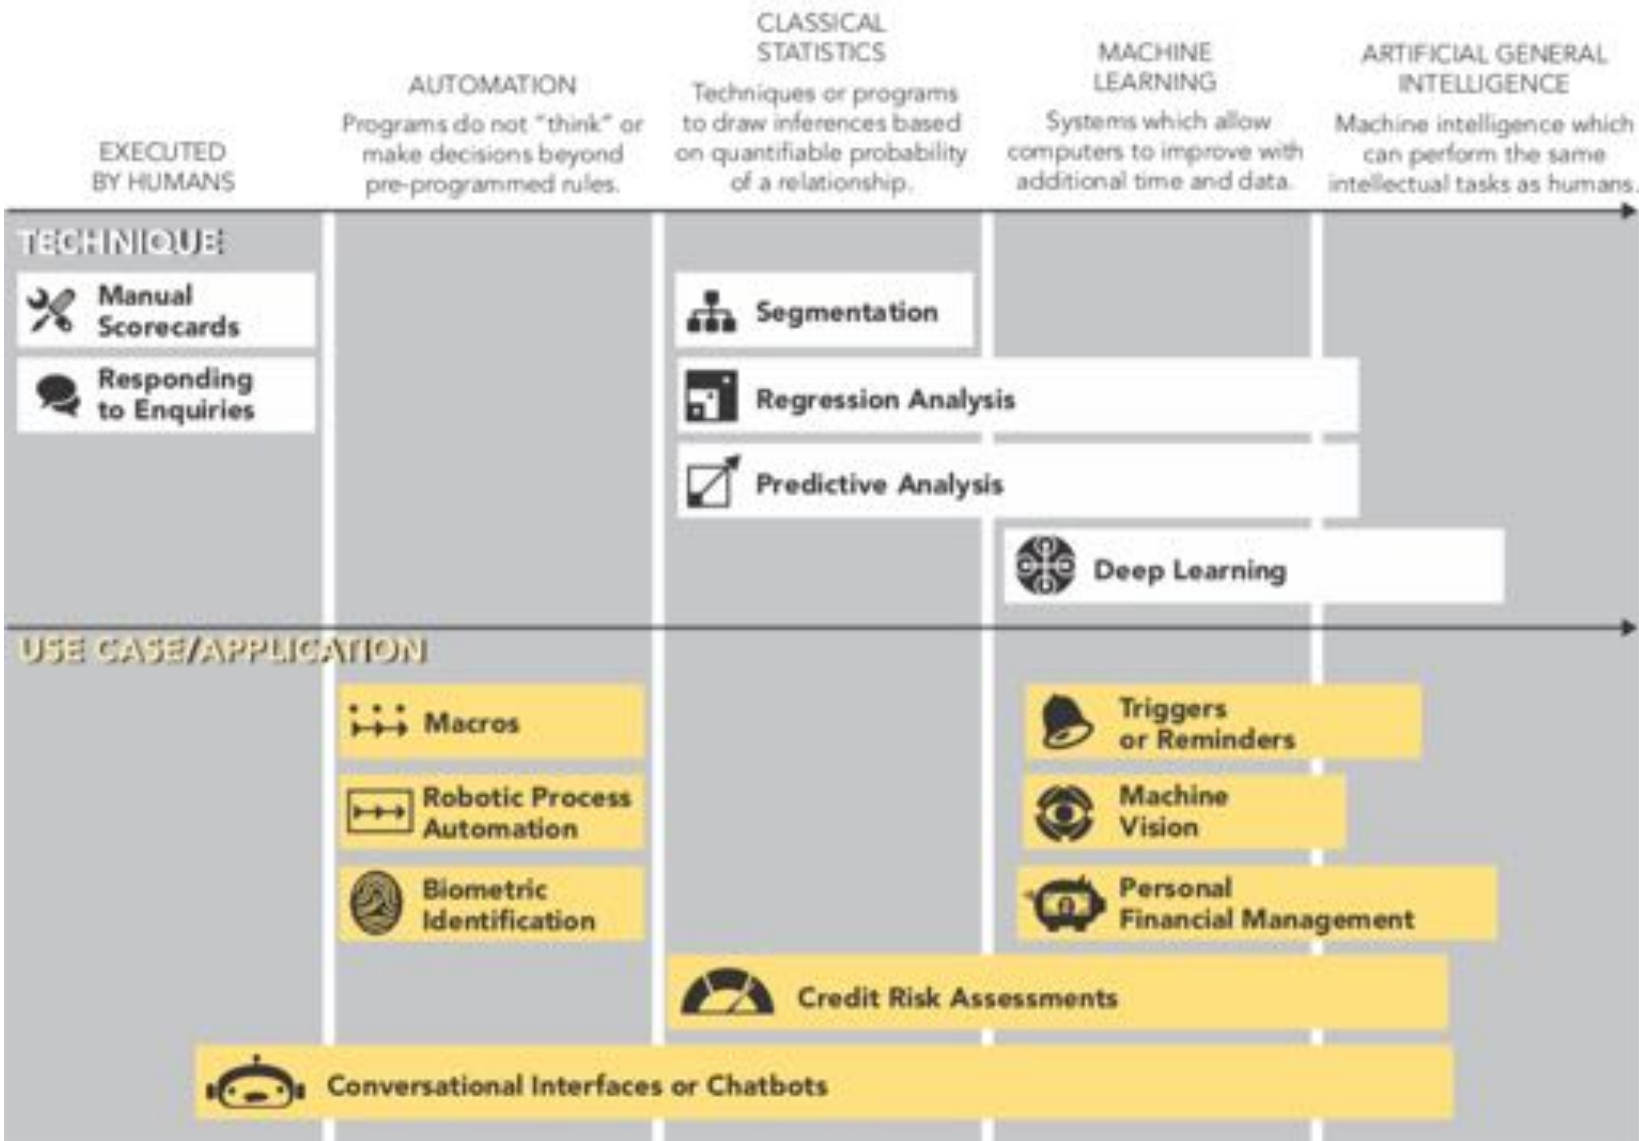 EXECUTED
BY HUMANS
AUTOMATION
Programs do not "think" or
make decisions beyond
pre-programmed rules.
CLASSICAL
STATISTICS
Techniques or programs
to draw inferences based
on quantifiable probability
of a relationship.
MACHINE
LEARNING
Systems which allow
computers to improve with
additional time and data.
ARTIFICIAL GENERAL
INTELLIGENCE
Machine intelligence which
can perform the same
intellectual tasks as humans.
TECHNIQUE
Manual
Scorecards
Responding
to Enquiries
Segmentation
Regression Analysis
Predictive Analysis
Deep Learning
USE CASE/APPLICATION
Macros
Robotic Process
Automation
Biometric
Identification
Triggers
or Reminders
Machine
Vision
Personal
Financial Management
Credit Risk Assessments
Conversational Interfaces or Chatbots